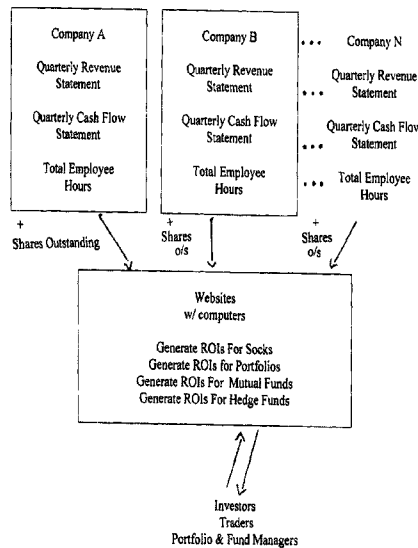 Company A
Quarterly Revenue
Statement
Quarterly Cash Flow
Statement
Total Employee
Hours
+
Shares Outstanding
Company B
Quarterly Revenue
Statement
Quarterly Cash Flow
Statement
Total Employee
Hours
+
Shares
o/s
... Company N
Quarterly Revenue
... Statement
Quarterly Cash Flow
... Statement
... Total Employee
Hours
+
Shares
o/s
Websites
w/ computers
Generate ROIs For Socks
Generate ROIs for Portfolios
Generate ROIs For Mutual Funds
Generate ROIs For Hedge Funds
Investors
Traders
Portfolio & Fund Managers